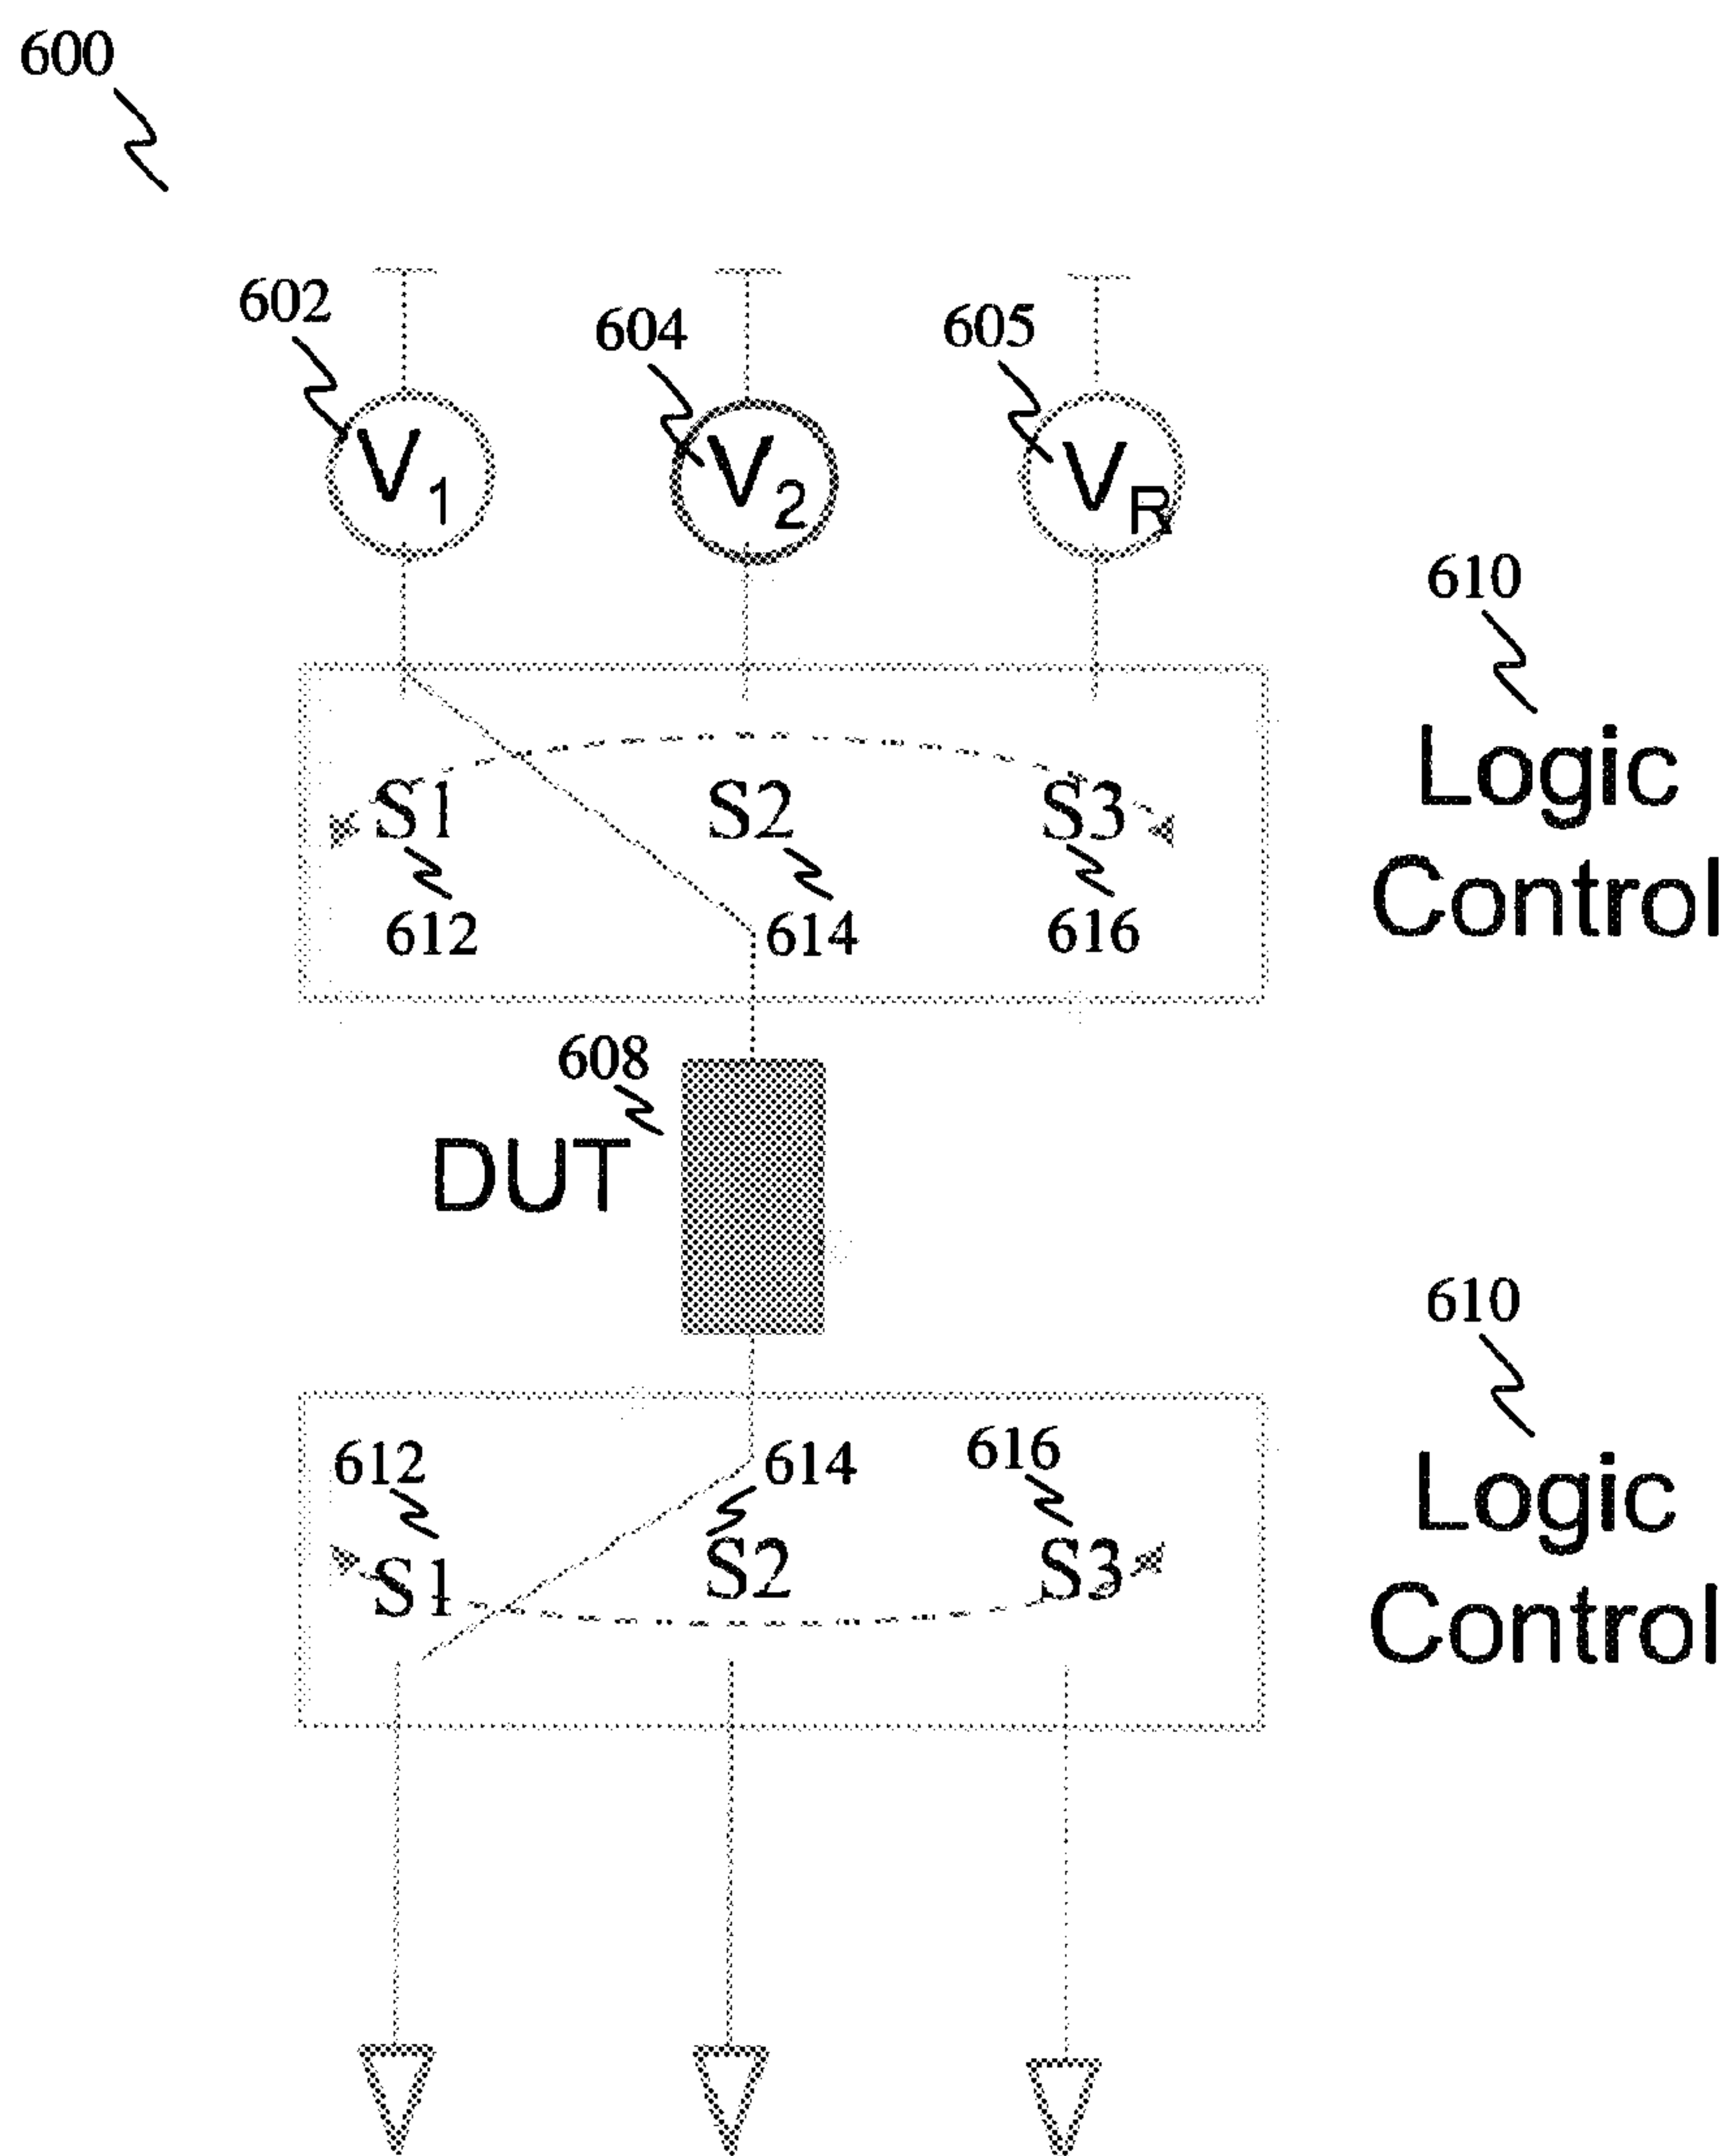 600
602
604
605
V1
V2
VR
610
Logic
Control
S1
S2
S3
612
614
616
608
DUT
610
Logic
Control
612
614
616
S1
S2
S3